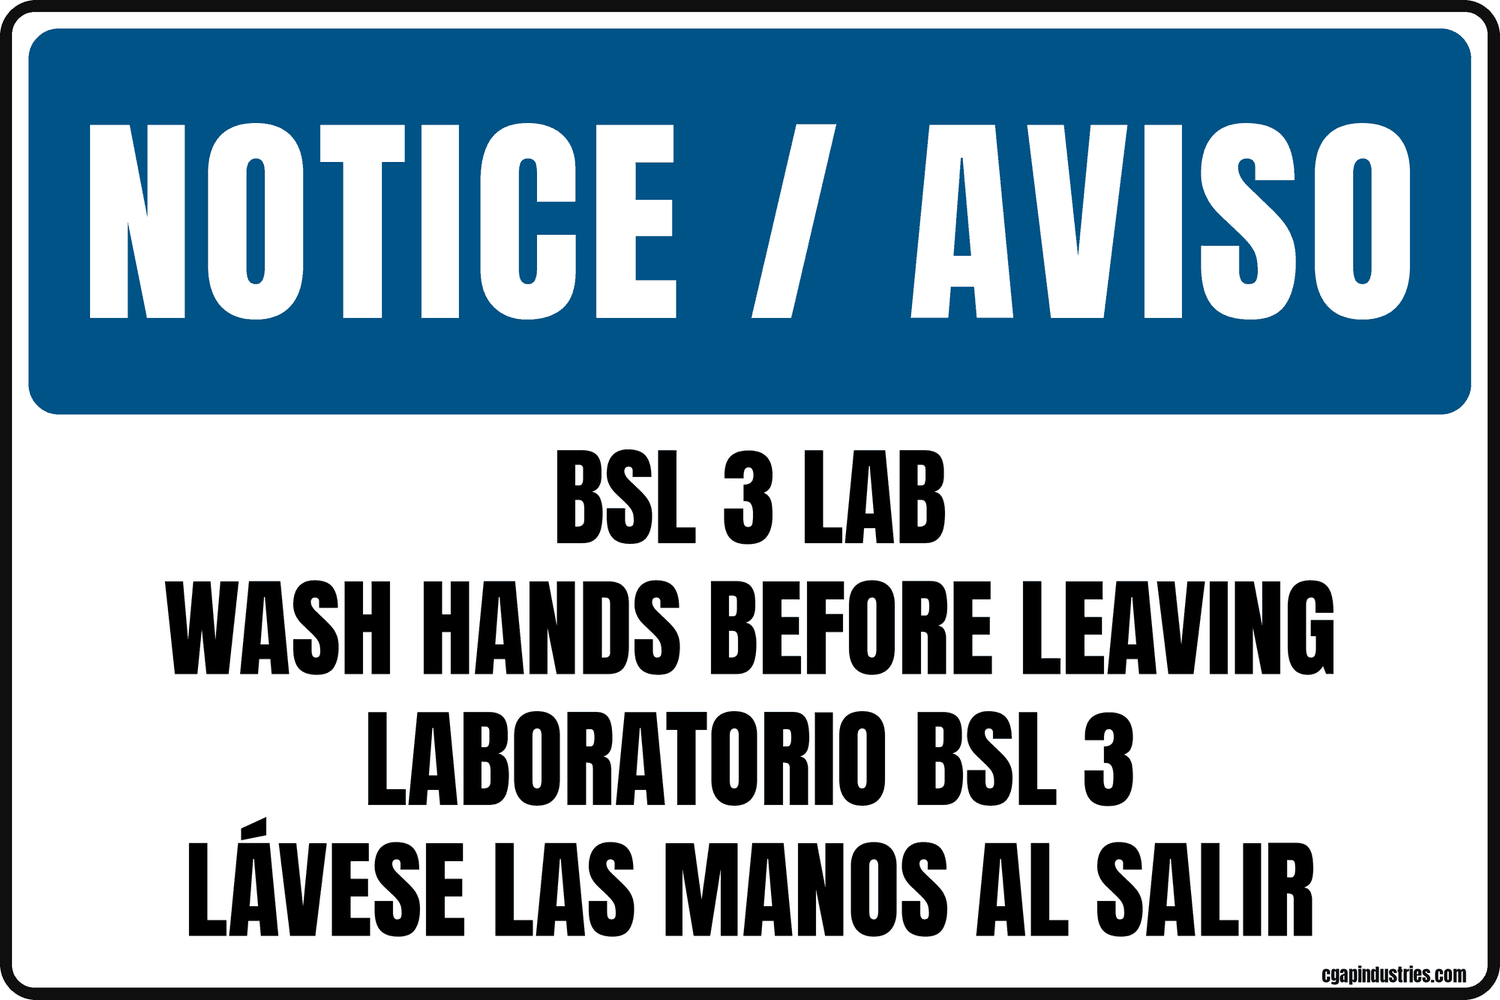 NOTICE / AVISO
BSL 3 LAB
WASH HANDS BEFORE LEAVING
LABORATORIO BSL 3
LÁVESE LAS MANOS AL SALIR
cgapindustries.com